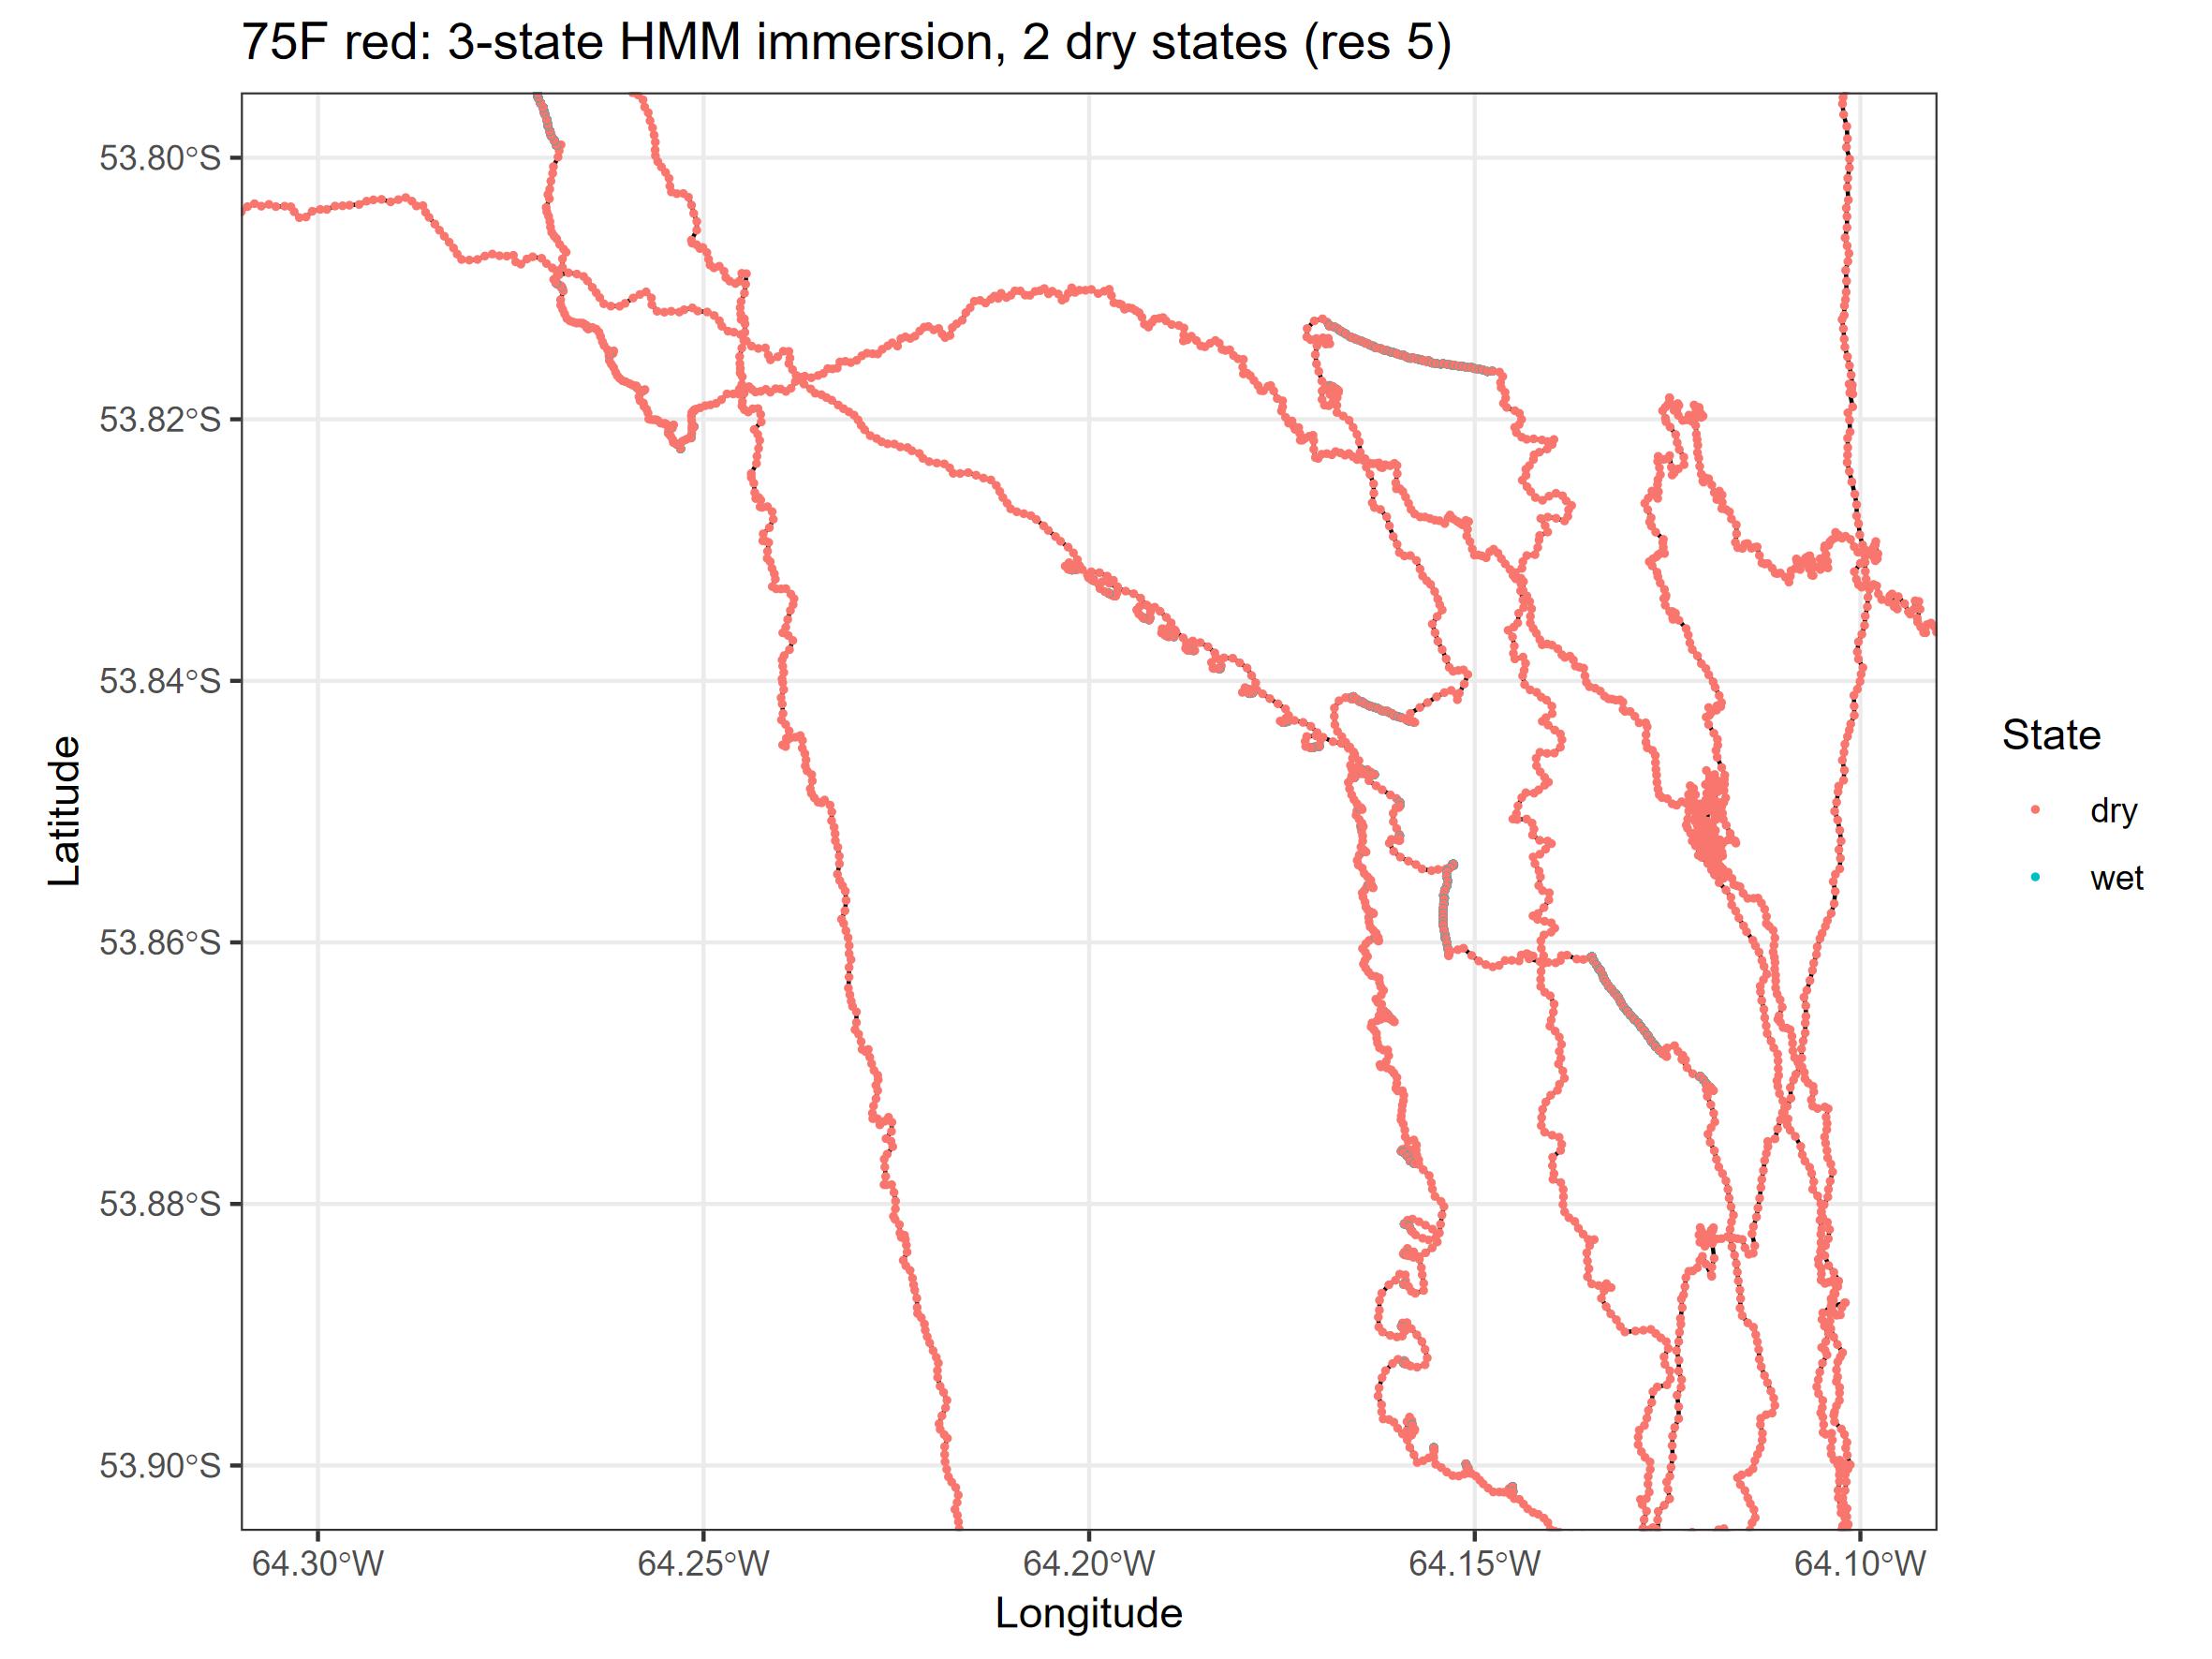 75F red: 3-state HMM immersion, 2 dry states (res 5)
53.80°S
53.82°S
53.84°S
53.86°S
53.88°S
53.90°S
Latitude
64.30°W 64.25°W 64.20°W 64.15°W 64.10°W
Longitude
State
dry
wet